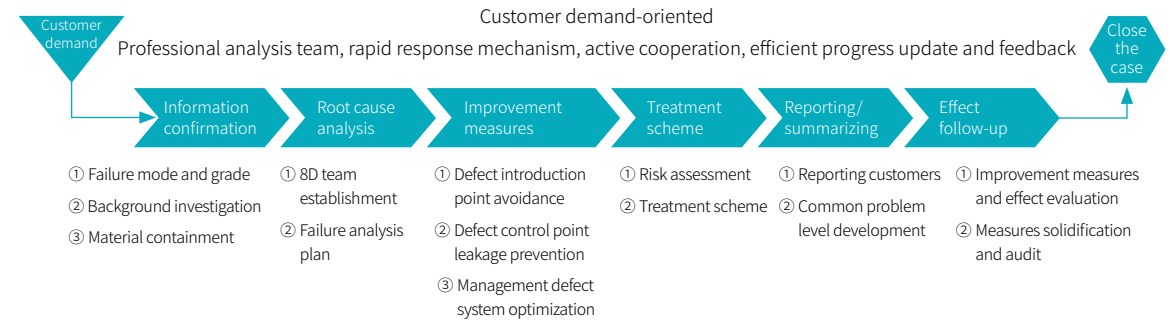 Customer
demand
Customer demand-oriented
Professional analysis team, rapid response mechanism, active cooperation, efficient progress update and feedback
Close
the
case
Information
confirmation
Root cause
analysis
Improvement
measures
Treatment
scheme
Reporting/
summarizing
Effect
follow-up
① Failure mode and grade
② Background investigation
③ Material containment
① 8D team
establishment
② Failure analysis
plan
① Defect introduction
point avoidance
② Defect control point
leakage prevention
③ Management defect
system optimization
① Risk assessment
② Treatment scheme
① Reporting customers
② Common problem
level development
① Improvement measures
and effect evaluation
② Measures solidification
and audit